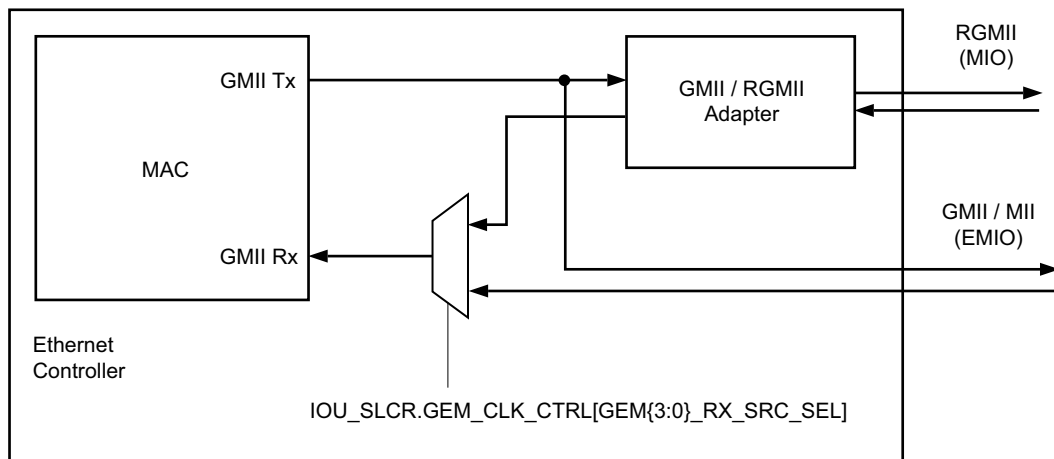 RGMII
(MIO)
GMII Tx
GMII / RGMII
Adapter
MAC
GMII / MII
(EMIO)
GMII Rx
Ethernet
Controller
IOU_SLCR.GEM_CLK_CTRL[GEM{3:0}_RX_SRC_SEL]